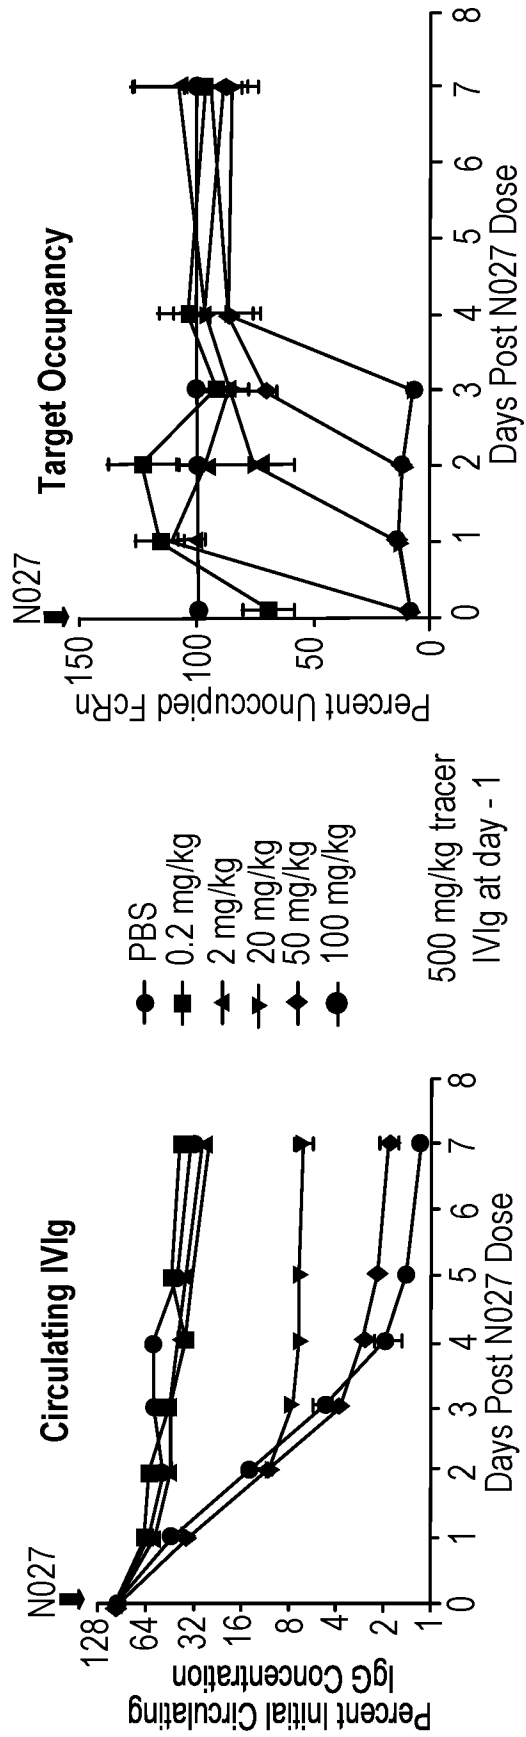 Circulating IVIg
N027
128
64
32
16
8
4
2
1
Percent Initial Circulating
IgG Concentration
0
1
2
3
4
5
6
7
8
Days Post N027 Dose
PBS
0.2 mg/kg
2 mg/kg
20 mg/kg
50 mg/kg
100 mg/kg
500 mg/kg tracer
IVIg at day - 1
Target Occupancy
N027
150
100
50
0
Percent Unoccupied FcRn
0
1
2
3
4
5
6
7
8
Days Post N027 Dose